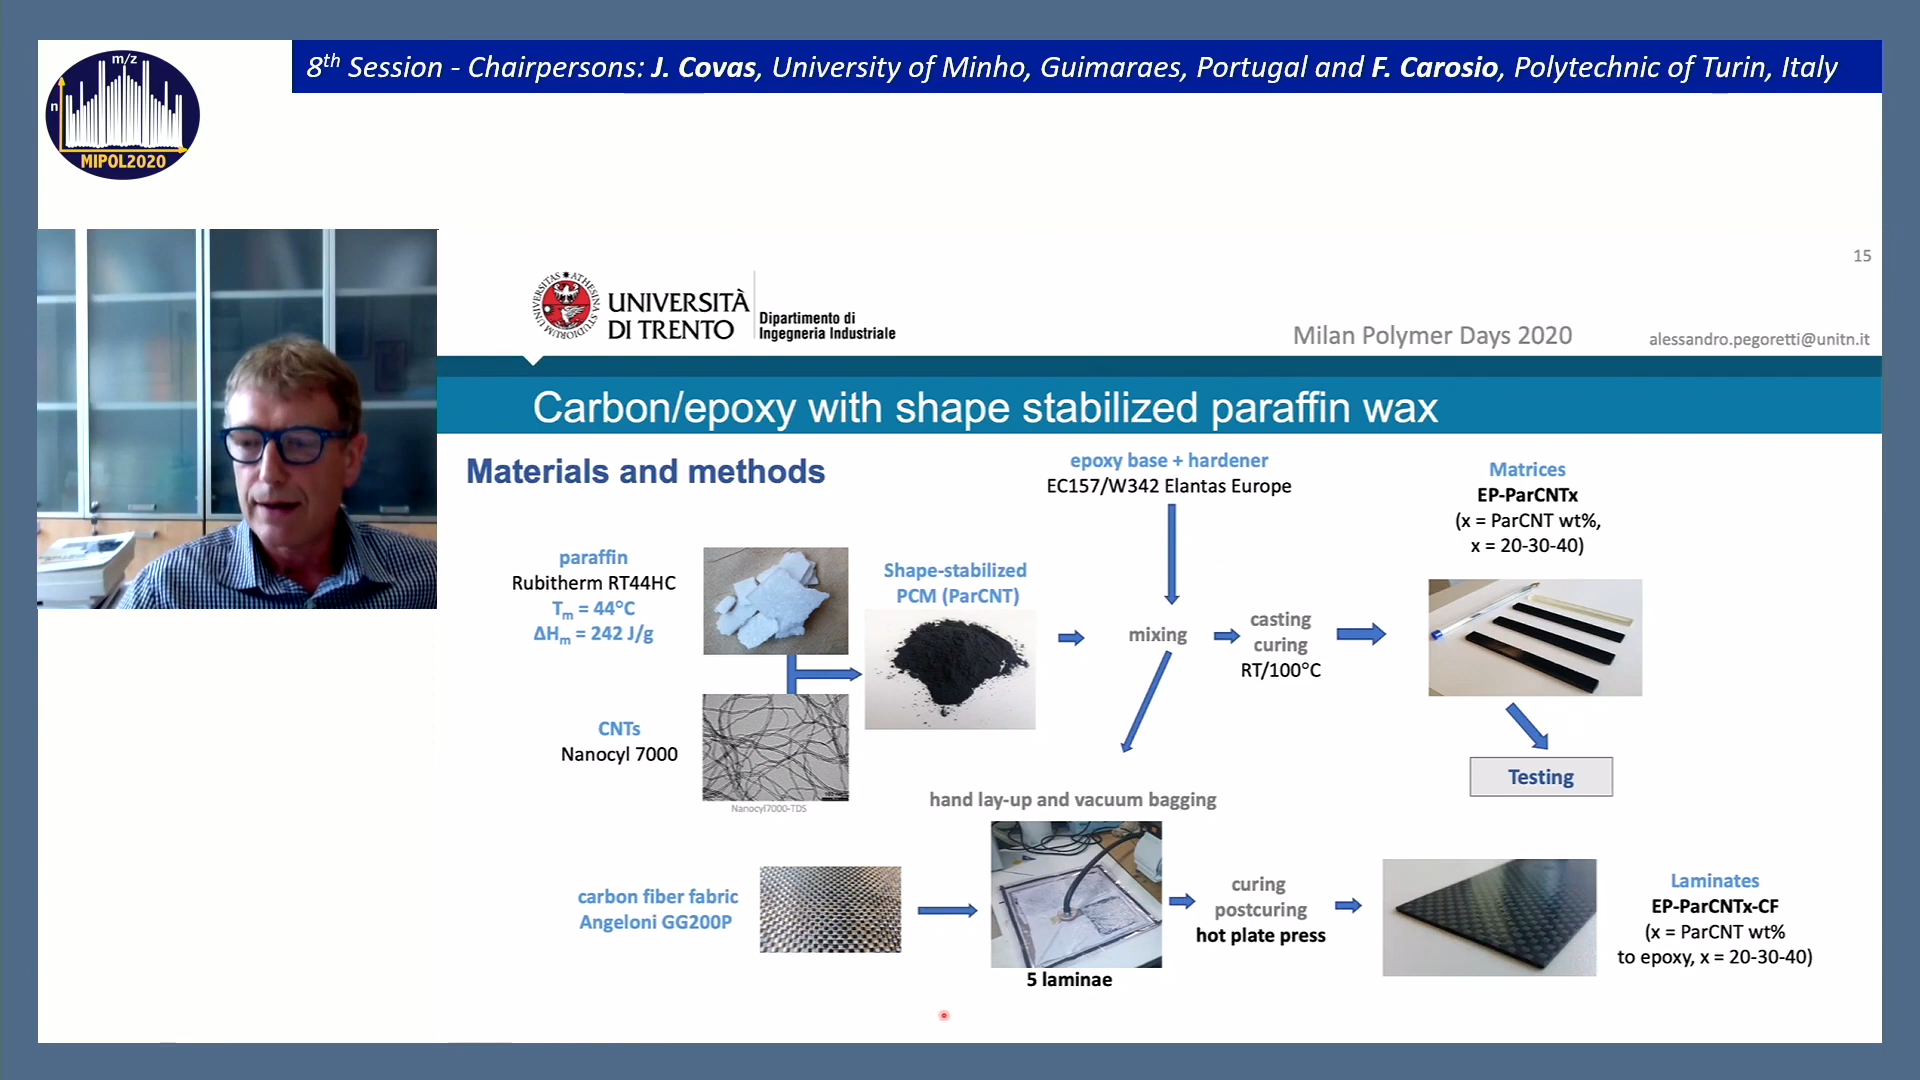 8th Session - Chairpersons: J. Covas, University of Minho, Guimaraes, Portugal and F. Carosio, Polytechnic of Turin, Italy
m/z
n
MIPOL2020
15
UNIVERSITÀ
DI TRENTO
Dipartimento di
Ingegneria Industriale
Milan Polymer Days 2020
alessandro.pegoretti@unitn.it
Carbon/epoxy with shape stabilized paraffin wax
Materials and methods
epoxy base + hardener
EC157/W342 Elantas Europe
Matrices
EP-ParCNTx
(x = ParCNT wt%,
x = 20-30-40)
paraffin
Rubitherm RT44HC
Tm = 44°C
ΔHm = 242 J/g
Shape-stabilized
PCM (ParCNT)
mixing
casting
curing
RT/100°C
CNTs
Nanocyl 7000
Nanocyl7000-TDS
Testing
hand lay-up and vacuum bagging
carbon fiber fabric
Angeloni GG200P
5 laminae
curing
postcuring
hot plate press
Laminates
EP-ParCNTx-CF
(x = ParCNT wt%
to epoxy, x = 20-30-40)